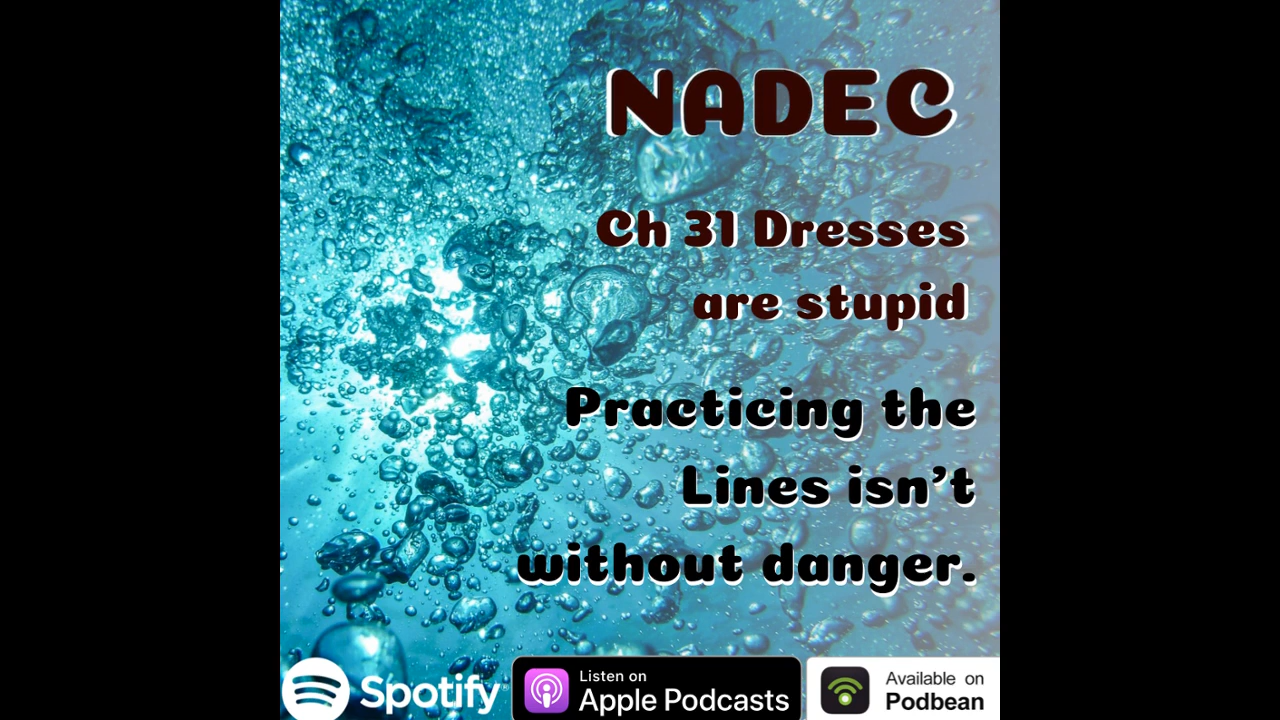 NADEC
Ch 31 Dresses
are stupid
Practicing the
Lines isn’t
without danger.
Spotify
Listen on
Apple Podcasts
Available on
Podbean